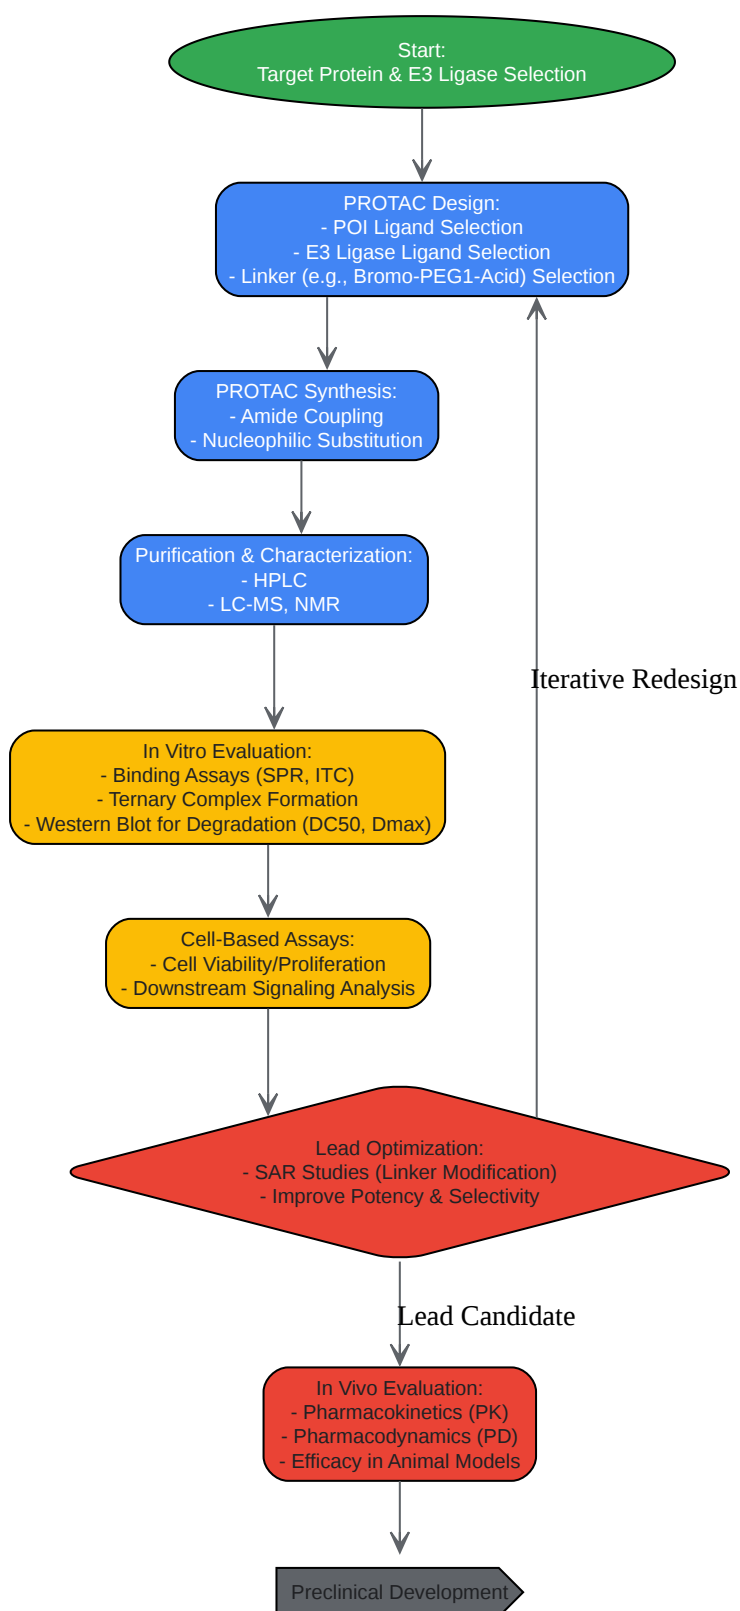 Start:
Target Protein & E3 Ligase Selection
PROTAC Design:
- POI Ligand Selection
- E3 Ligase Ligand Selection
- Linker (e.g., Bromo-PEG1-Acid) Selection
PROTAC Synthesis:
- Amide Coupling
- Nucleophilic Substitution
Purification & Characterization:
- HPLC
- LC-MS, NMR
Iterative Redesign
In Vitro Evaluation:
- Binding Assays (SPR, ITC)
- Ternary Complex Formation
- Western Blot for Degradation (DC50, Dmax)
Cell-Based Assays:
- Cell Viability/Proliferation
- Downstream Signaling Analysis
Lead Optimization:
- SAR Studies (Linker Modification)
- Improve Potency & Selectivity
Lead Candidate
In Vivo Evaluation:
- Pharmacokinetics (PK)
- Pharmacodynamics (PD)
- Efficacy in Animal Models
Preclinical Development